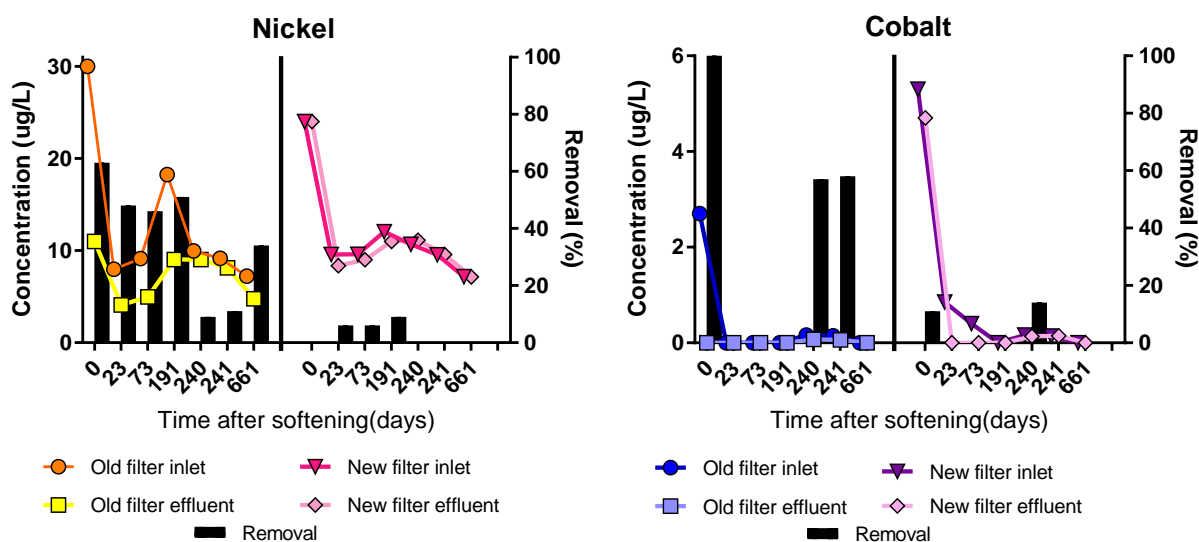 Nickel
Concentration (ug/L)
30
20
10
0
100
80
60
40
20
0
Removal (%)
0 23 73 191 240 241 661 0 23 73 191 240 241 661
Time after softening(days)
Old filter inlet
New filter inlet
Old filter effluent
New filter effluent
Removal
Cobalt
Concentration (ug/L)
6
4
2
0
100
80
60
40
20
0
Removal (%)
0 23 73 191 240 241 661 0 23 73 191 240 241 661
Time after softening(days)
Old filter inlet
New filter inlet
Old filter effluent
New filter effluent
Removal